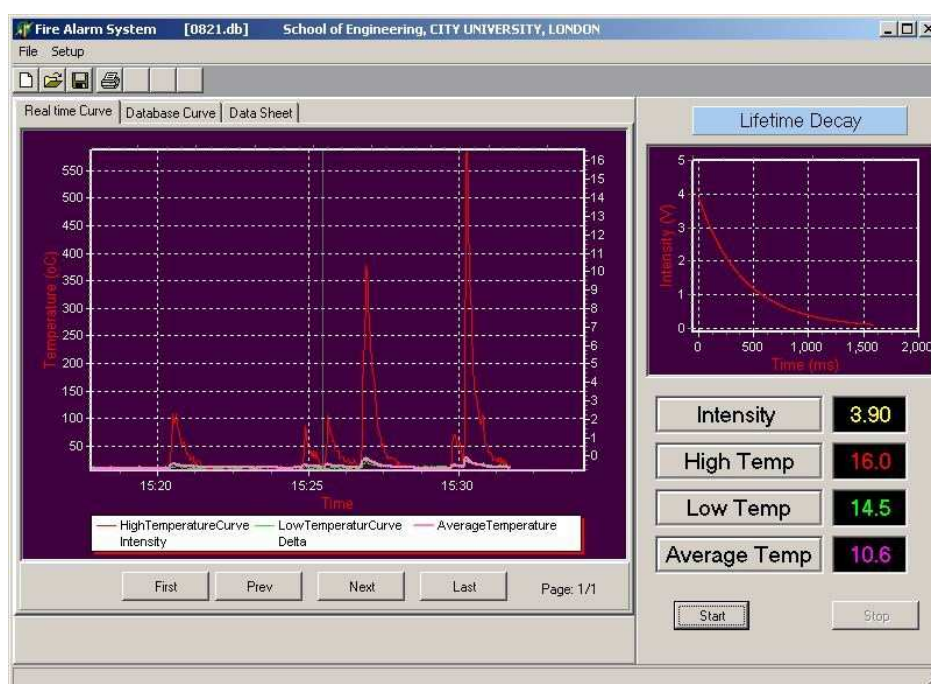 Fire Alarm System [0821.db] School of Engineering, CITY UNIVERSITY, LONDON
File Setup
Real time Curve Database Curve Data Sheet
Temperature (oC)
550
500
450
400
350
300
250
200
150
100
50
16
15
14
13
12
11
10
9
8
7
6
5
4
3
2
1
0
15:20 15:25 15:30
Time
HighTemperatureCurve LowTemperaturCurve AverageTemperature
Intensity Delta
First Prev Next Last Page: 1/1
Lifetime Decay
Intensity (V)
5
4
3
2
1
0
0 500 1,000 1,500 2,000
Time (ms)
Intensity 3.90
High Temp 16.0
Low Temp 14.5
Average Temp 10.6
Start Stop